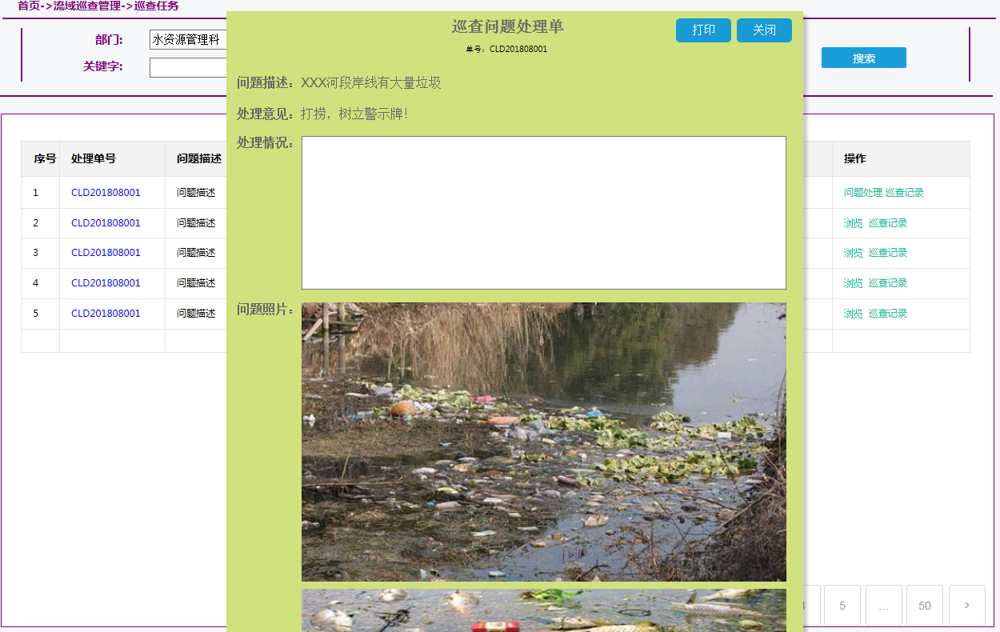 首页->流域巡查管理->巡查任务
部门:
水资源管理科
关键字:
搜索
巡查问题处理单
打印
关闭
单号：CLD201808001
问题描述：XXX河段岸线有大量垃圾
处理意见：打捞，树立警示牌！
处理情况：
问题照片：
序号 处理单号 问题描述 操作
1 CLD201808001 问题描述 问题处理 巡查记录
2 CLD201808001 问题描述 浏览 巡查记录
3 CLD201808001 问题描述 浏览 巡查记录
4 CLD201808001 问题描述 浏览 巡查记录
5 CLD201808001 问题描述 浏览 巡查记录
5 ... 50 >